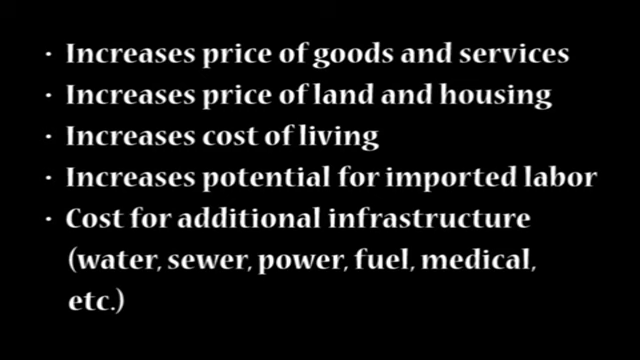 · Increases price of goods and services
· Increases price of land and housing
· Increases cost of living
· Increases potential for imported labor
· Cost for additional infrastructure
(water, sewer, power, fuel, medical,
etc.)